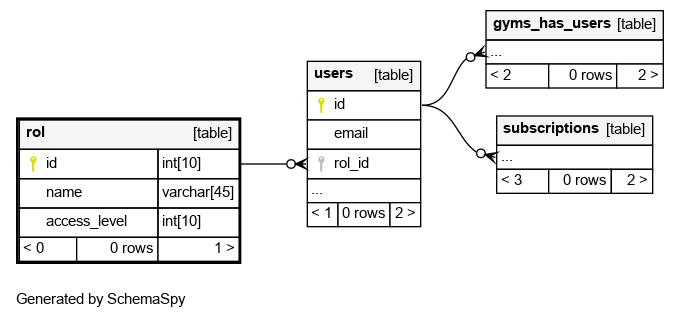 gyms_has_users [table]
...
< 2 0 rows 2 >
users [table]
id
email
rol_id
...
< 1 0 rows 2 >
subscriptions [table]
...
< 3 0 rows 2 >
rol [table]
id int[10]
name varchar[45]
access_level int[10]
< 0 0 rows 1 >
Generated by SchemaSpy